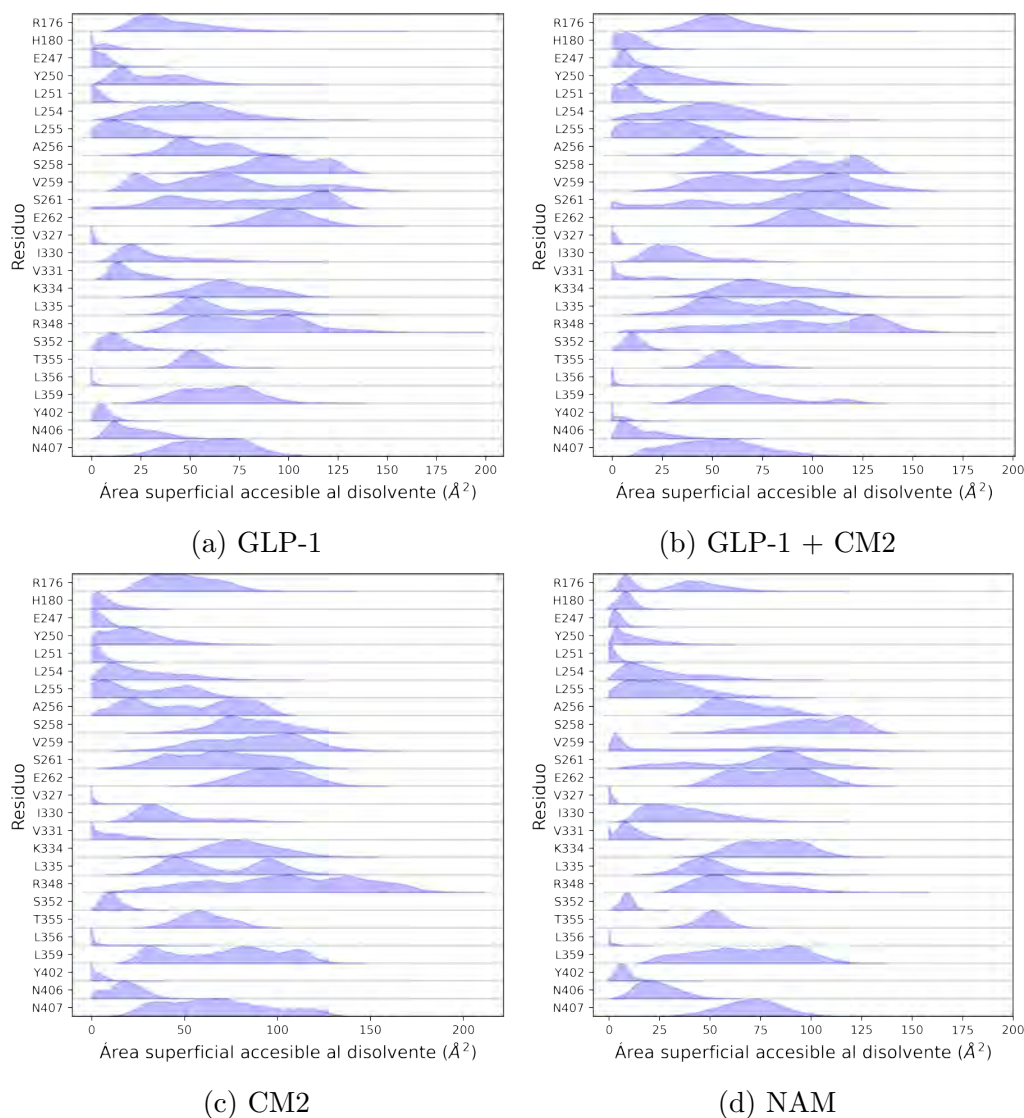 R176
H180
E247
Y250
L251
L254
L255
A256
S258
V259
S261
E262
V327
I330
V331
K334
L335
R348
S352
T355
L356
L359
Y402
N406
N407
Residuo
0 25 50 75 100 125 150 175 200
Área superficial accesible al disolvente (Å²)
(a) GLP-1
R176
H180
E247
Y250
L251
L254
L255
A256
S258
V259
S261
E262
V327
I330
V331
K334
L335
R348
S352
T355
L356
L359
Y402
N406
N407
Residuo
0 25 50 75 100 125 150 175 200
Área superficial accesible al disolvente (Å²)
(b) GLP-1 + CM2
R176
H180
E247
Y250
L251
L254
L255
A256
S258
V259
S261
E262
V327
I330
V331
K334
L335
R348
S352
T355
L356
L359
Y402
N406
N407
Residuo
0 50 100 150 200
Área superficial accesible al disolvente (Å²)
(c) CM2
R176
H180
E247
Y250
L251
L254
L255
A256
S258
V259
S261
E262
V327
I330
V331
K334
L335
R348
S352
T355
L356
L359
Y402
N406
N407
Residuo
0 25 50 75 100 125 150 175 200
Área superficial accesible al disolvente (Å²)
(d) NAM